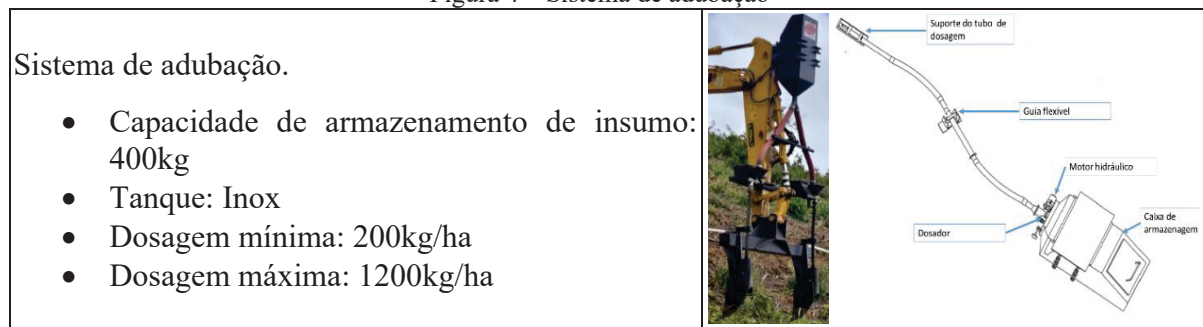 Figura 4 – Sistema de adubação
Sistema de adubação.
• Capacidade de armazenamento de insumo:
400kg
• Tanque: Inox
• Dosagem mínima: 200kg/ha
• Dosagem máxima: 1200kg/ha
Suporte do tubo de
dosagem
Guia flexivel
Motor hidráulico
Dosador
Caixa de
armazenagem